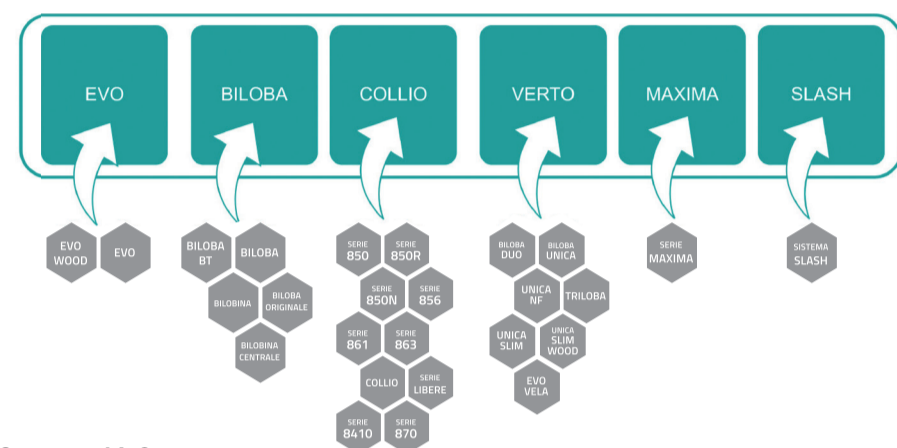 EVO
BILOBA
COLLIO
VERTO
MAXIMA
SLASH
EVO
WOOD
EVO
BILOBA
BT
BILOBA
BILOBINA
BILOBA
ORIGINALE
BILOBINA
CENTRALE
SERIE
850
SERIE
850R
SERIE
850N
SERIE
856
SERIE
861
SERIE
863
COLLIO
SERIE
LIBERE
SERIE
8410
SERIE
870
BILOBA
DUO
BILOBA
UNICA
UNICA
NF
TRILOBA
UNICA
SLIM
UNICA
SLIM
WOOD
EVO
VELA
SERIE
MAXIMA
SISTEMA
SLASH